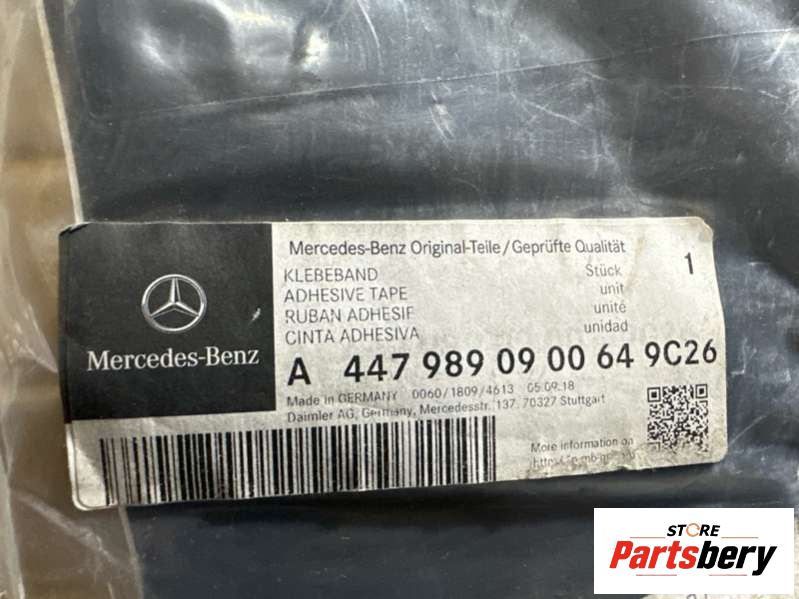 Mercedes-Benz Original-Teile/Geprüfte Qualität
KLEBEBAND Stück 1
ADHESIVE TAPE unit
RUBAN ADHESIF unité
CINTA ADHESIVA unidad
Mercedes-Benz
A 447 989 09 00 64 9C26
Made in GERMANY 0060/1809/4613 05.09.18
Daimler AG, Germany, Mercedesstr. 137, 70327 Stuttgart
More information on
STORE
Partsbery